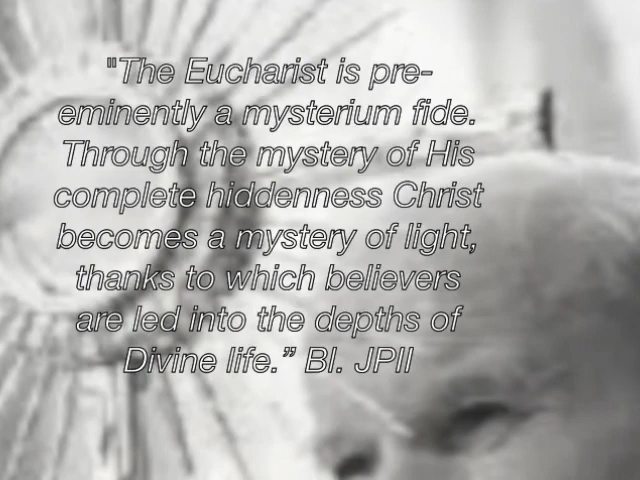 "The Eucharist is pre-
eminently a mysterium fide.
Through the mystery of His
complete hiddenness Christ
becomes a mystery of light,
thanks to which believers
are led into the depths of
Divine life.” Bl. JPII